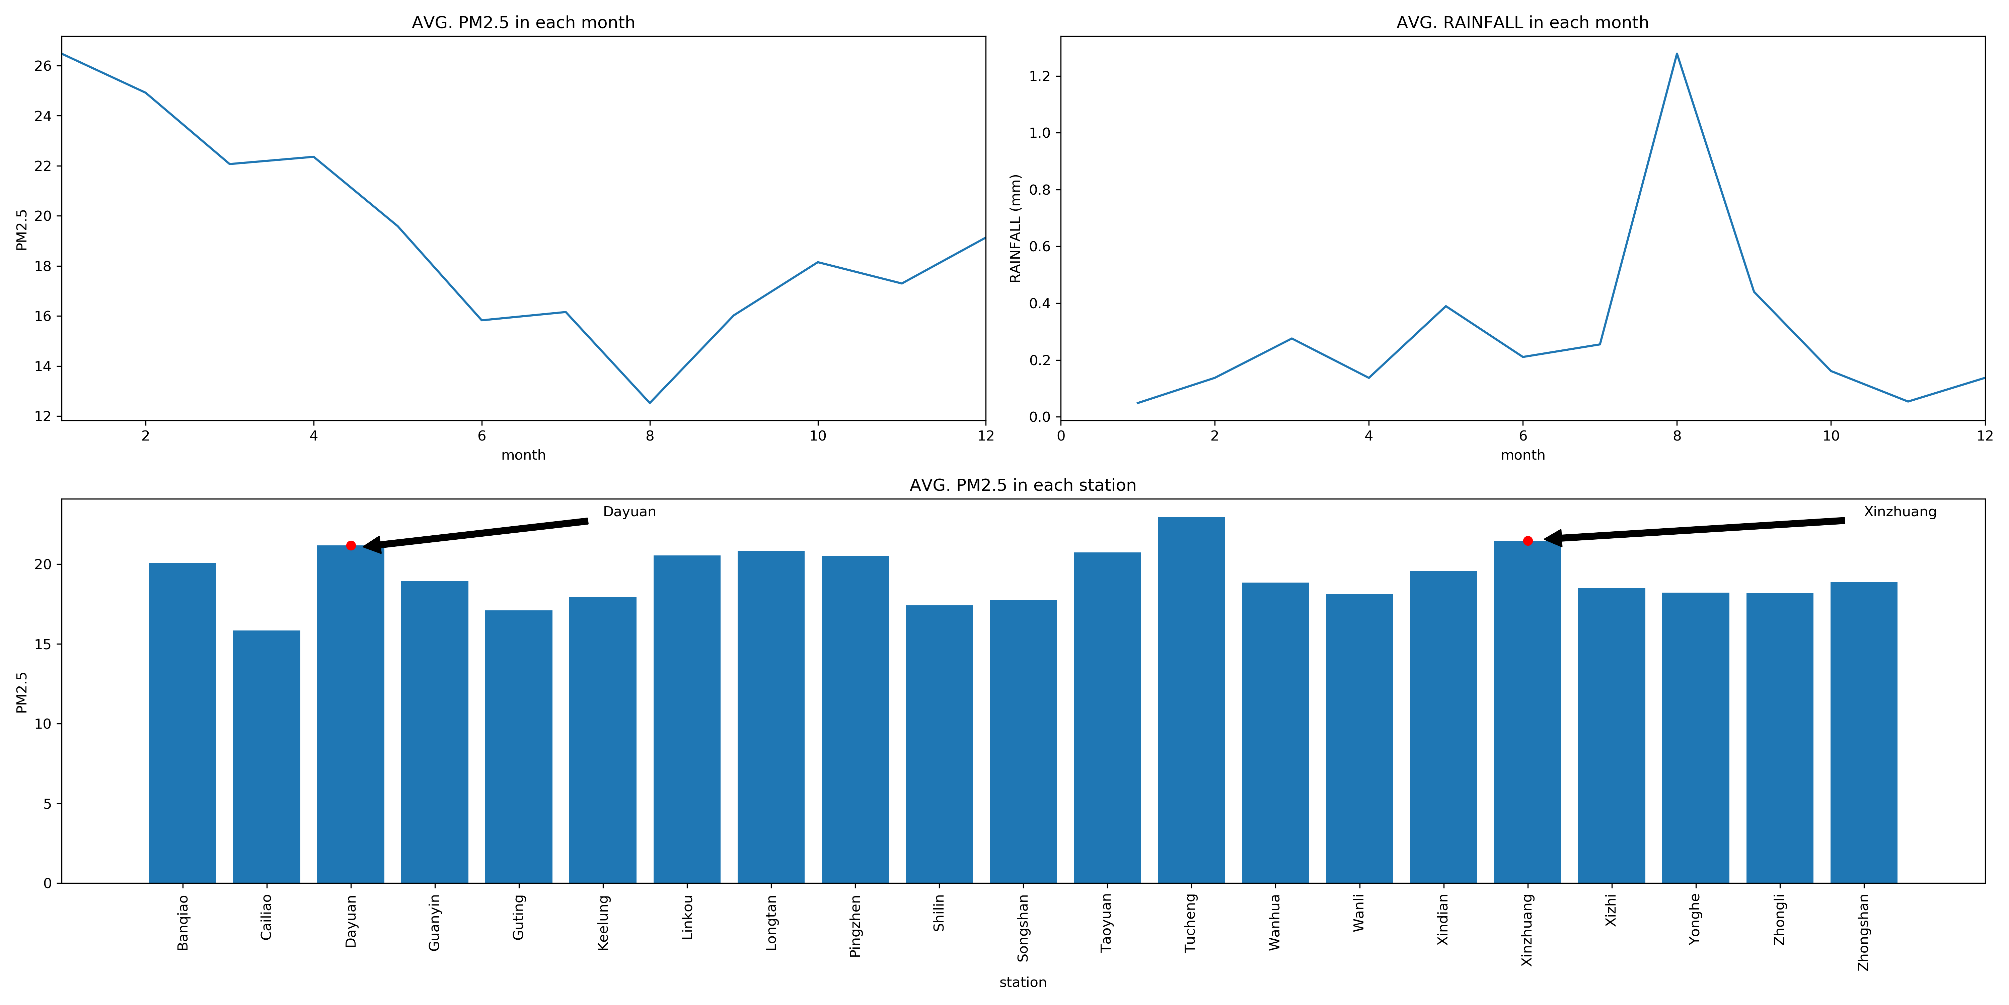 AVG. PM2.5 in each month
26
24
22
20
18
16
14
12
PM2.5
2 4 6 8 10 12
month
AVG. RAINFALL in each month
1.2
1.0
0.8
0.6
0.4
0.2
0.0
RAINFALL (mm)
0 2 4 6 8 10 12
month
AVG. PM2.5 in each station
Dayuan
Xinzhuang
20
15
10
5
0
PM2.5
Banqiao
Cailiao
Dayuan
Guanyin
Guting
Keelung
Linkou
Longtan
Pingzhen
Shilin
Songshan
Taoyuan
Tucheng
Wanhua
Wanli
Xindian
Xinzhuang
Xizhi
Yonghe
Zhongli
Zhongshan
station